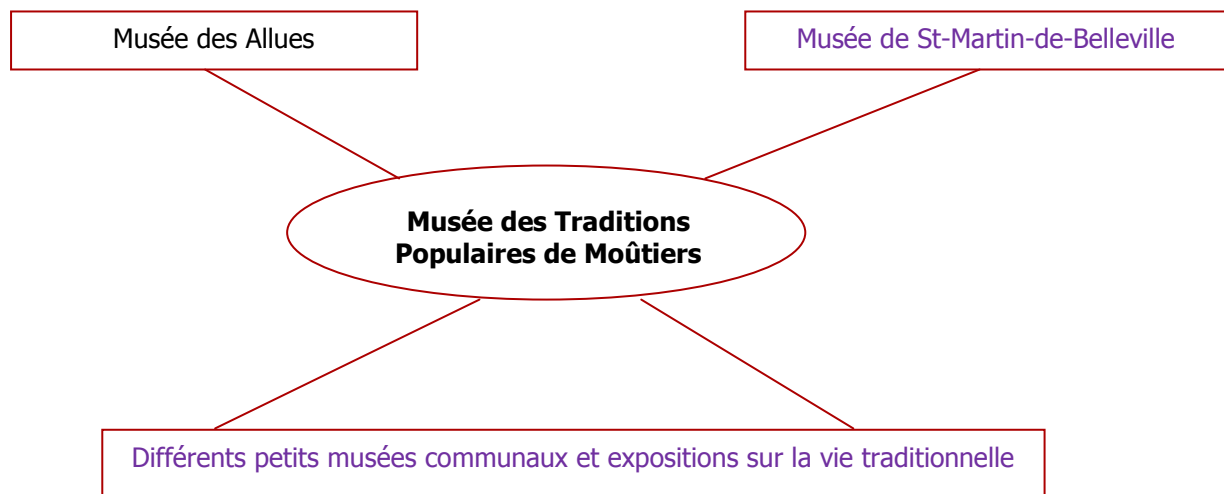 Musée des Allues
Musée de St-Martin-de-Belleville
Musée des Traditions
Populaires de Moûtiers
Différents petits musées communaux et expositions sur la vie traditionnelle